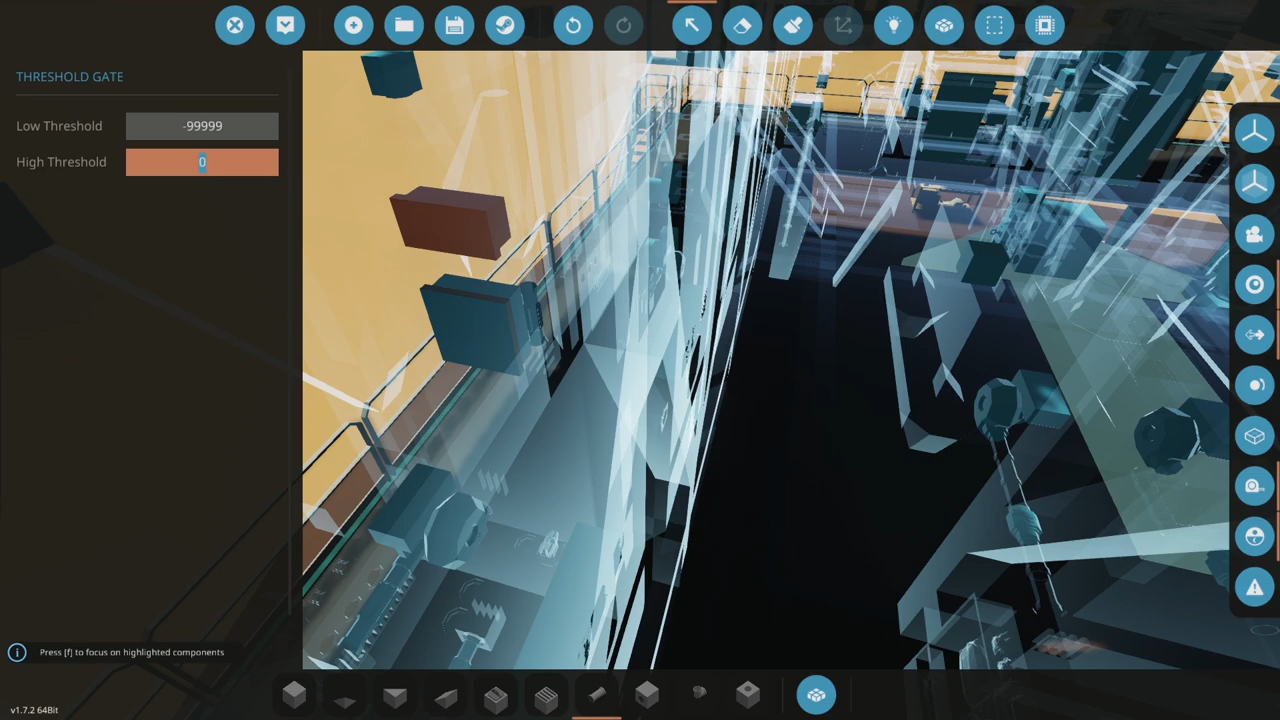 THRESHOLD GATE
Low Threshold -99999
High Threshold 0
Press [f] to focus on highlighted components
v1.7.2 64Bit